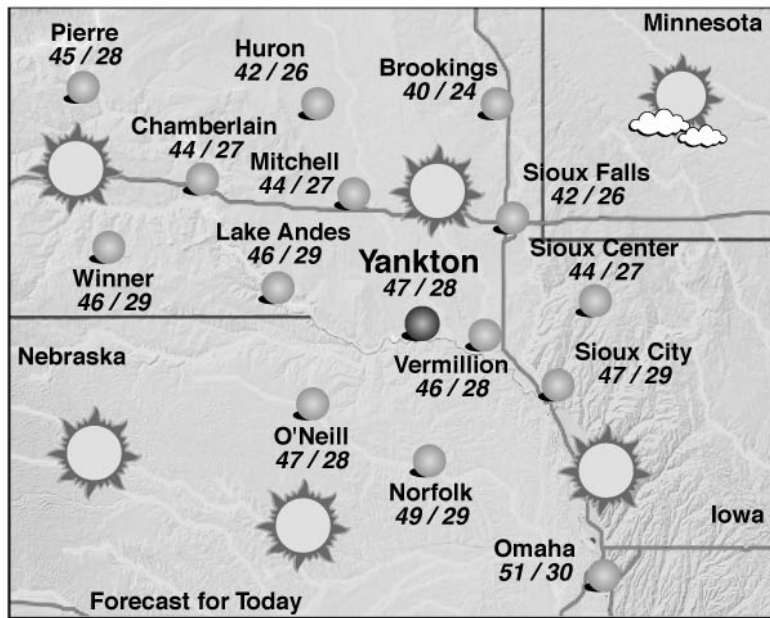 Pierre
45 / 28
Huron
42 / 26
Brookings
40 / 24
Minnesota
Chamberlain
44 / 27
Mitchell
44 / 27
Sioux Falls
42 / 26
Winner
46 / 29
Lake Andes
46 / 29
Yankton
47 / 28
Sioux Center
44 / 27
Nebraska
Vermillion
46 / 28
Sioux City
47 / 29
O'Neill
47 / 28
Norfolk
49 / 29
Iowa
Omaha
51 / 30
Forecast for Today